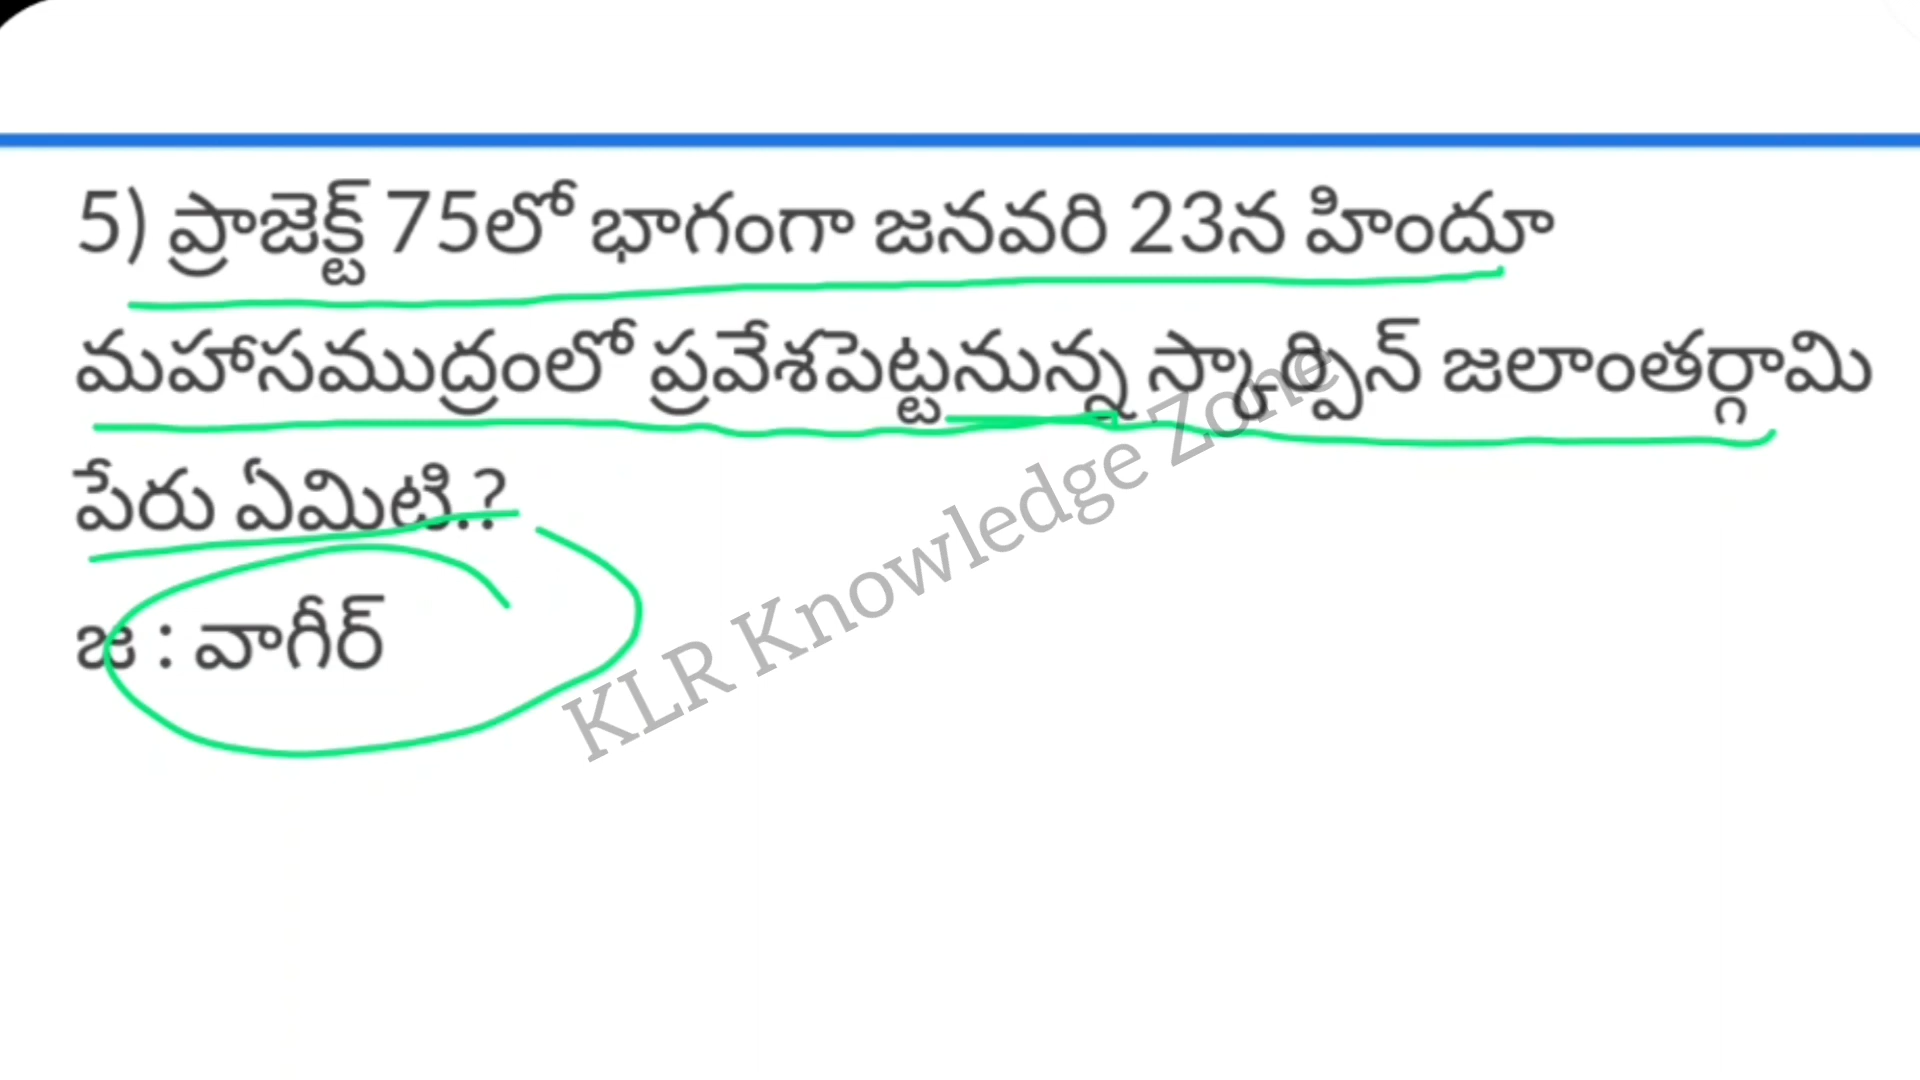 5) ప్రాజెక్ట్ 75లో భాగంగా జనవరి 23న హిందూ
మహాసముద్రంలో ప్రవేశపెట్టనున్న స్కార్పిన్ జలాంతర్గామి
పేరు ఏమిటి.?
జ : వాగీర్
KLR Knowledge Zone